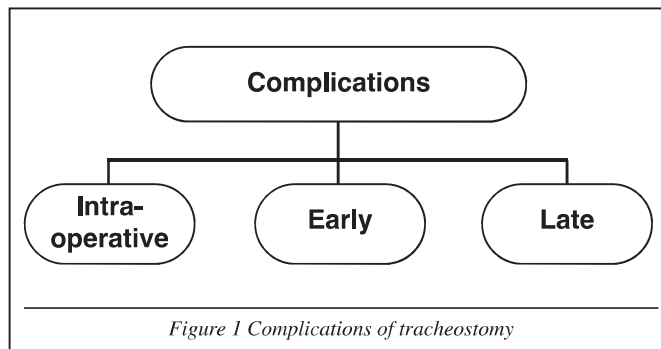 Complications
Intra-
operative
Early
Late
Figure 1 Complications of tracheostomy